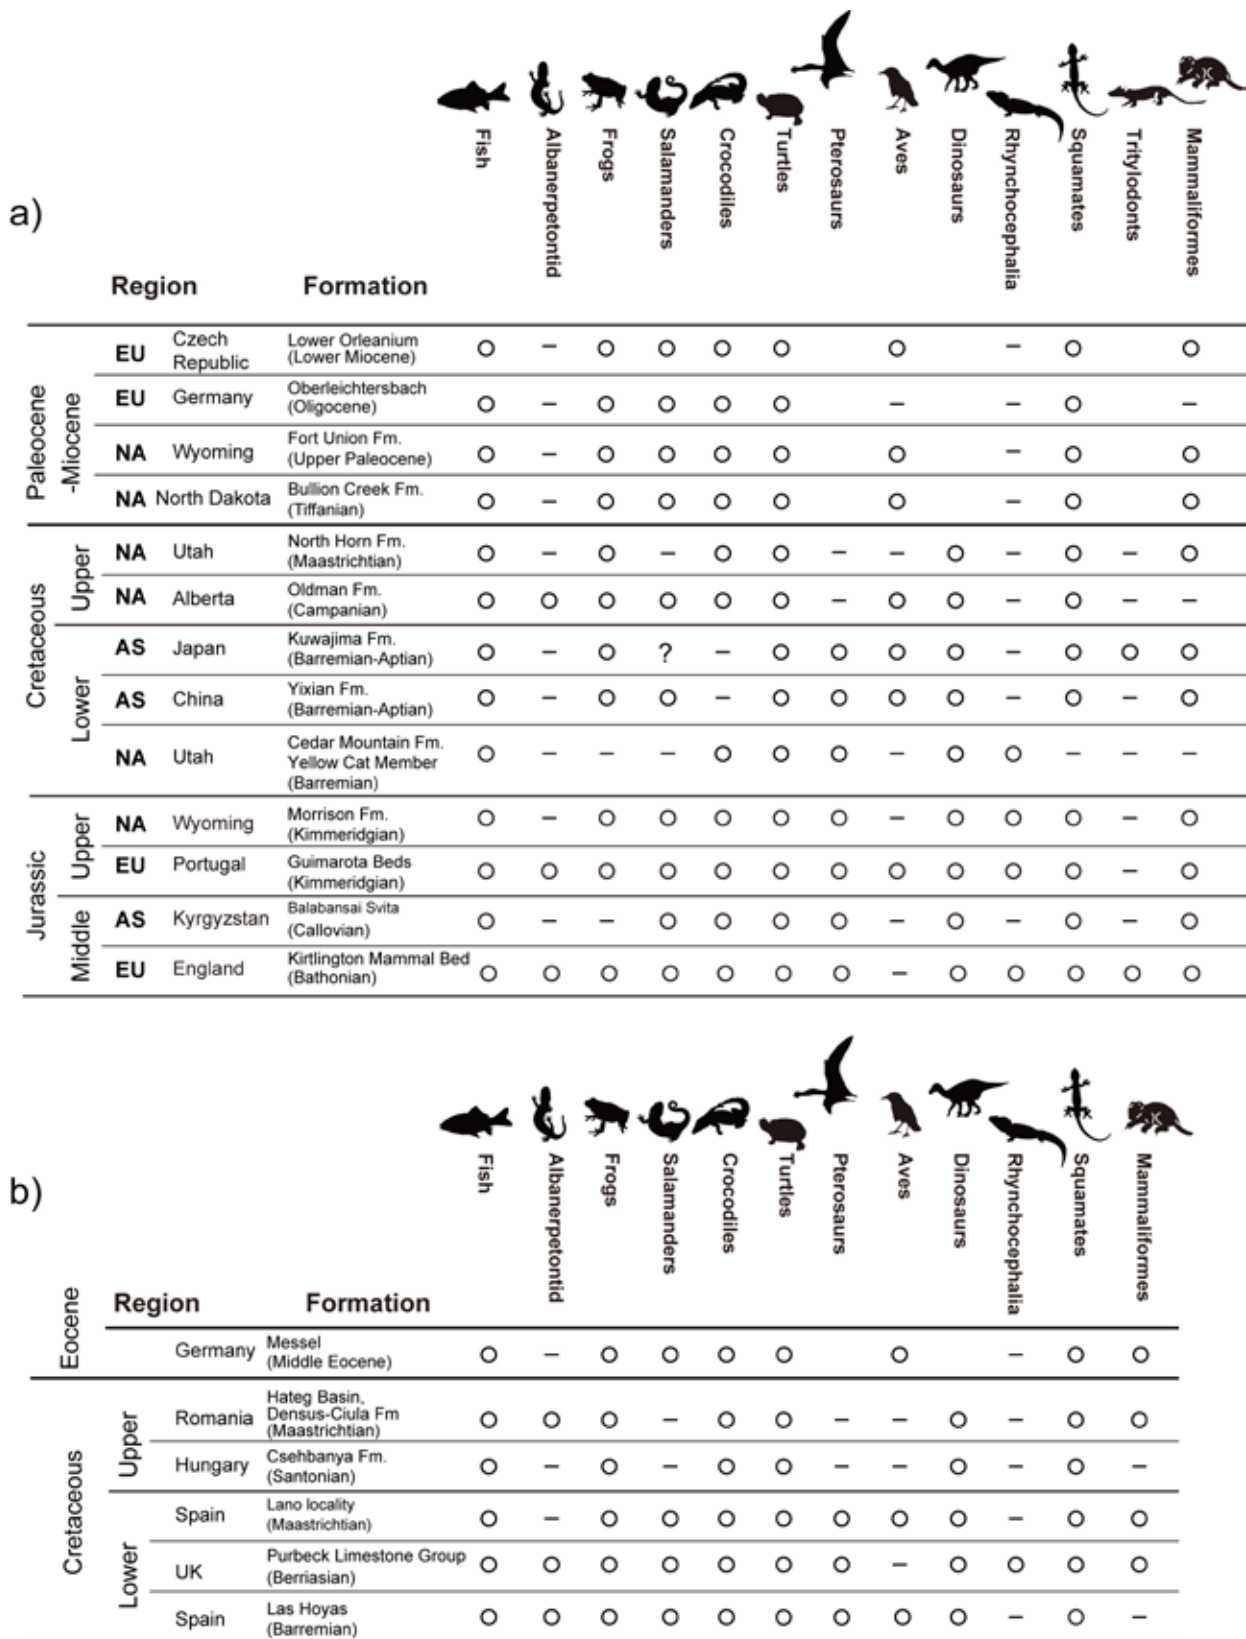 Fish
Albanerpetontid
Frogs
Salamanders
Crocodiles
Turtles
Pterosaurs
Aves
Dinosaurs
Rhynchocephalia
Squamates
Tritylodonts
Mammaliformes
a)
Region Formation
Paleocene
-Miocene
EU Czech
Republic
Lower Orleanium
(Lower Miocene)
○ – ○ ○ ○ ○ ○ – ○ ○
EU Germany
Oberleichtersbach
(Oligocene)
○ – ○ ○ ○ ○ – – ○ –
NA Wyoming
Fort Union Fm.
(Upper Paleocene)
○ – ○ ○ ○ ○ ○ – ○ ○
NA North Dakota
Bullion Creek Fm.
(Tiffanian)
○ – ○ ○ ○ ○ ○ – ○ ○
Cretaceous
Upper
NA Utah
North Horn Fm.
(Maastrichtian)
○ – ○ – ○ ○ – – ○ – ○ – ○
NA Alberta
Oldman Fm.
(Campanian)
○ ○ ○ ○ ○ ○ – ○ ○ – ○ – –
Lower
AS Japan
Kuwajima Fm.
(Barremian-Aptian)
○ – ○ ? – ○ ○ ○ ○ – ○ ○ ○
AS China
Yixian Fm.
(Barremian-Aptian)
○ – ○ ○ – ○ ○ ○ ○ – ○ – ○
NA Utah
Cedar Mountain Fm.
Yellow Cat Member
(Barremian)
○ – – – ○ ○ ○ – ○ ○ – – –
Jurassic
Upper
NA Wyoming
Morrison Fm.
(Kimmeridgian)
○ – ○ ○ ○ ○ ○ – ○ ○ ○ – ○
EU Portugal
Guimarota Beds
(Kimmeridgian)
○ ○ ○ ○ ○ ○ ○ ○ ○ ○ ○ – ○
Middle
AS Kyrgyzstan
Balabansai Svita
(Callovian)
○ – – ○ ○ ○ ○ – ○ – ○ – ○
EU England
Kirtlington Mammal Bed
(Bathonian)
○ ○ ○ ○ ○ ○ ○ – ○ ○ ○ ○ ○
Fish
Albanerpetontid
Frogs
Salamanders
Crocodiles
Turtles
Pterosaurs
Aves
Dinosaurs
Rhynchocephalia
Squamates
Mammaliformes
b)
Region Formation
Eocene
Germany
Messel
(Middle Eocene)
○ – ○ ○ ○ ○ ○ – ○ ○
Cretaceous
Upper
Romania
Hateg Basin,
Densus-Ciula Fm
(Maastrichtian)
○ ○ ○ – ○ ○ – – ○ – ○ ○
Hungary
Csehbanya Fm.
(Santonian)
○ – ○ – ○ ○ – – ○ – ○ –
Lower
Spain
Lano locality
(Maastrichtian)
○ – ○ ○ ○ ○ ○ ○ ○ – ○ ○
UK
Purbeck Limestone Group
(Berriasian)
○ ○ ○ ○ ○ ○ ○ – ○ ○ ○ ○
Spain
Las Hoyas
(Barremian)
○ ○ ○ ○ ○ ○ ○ ○ ○ – ○ –